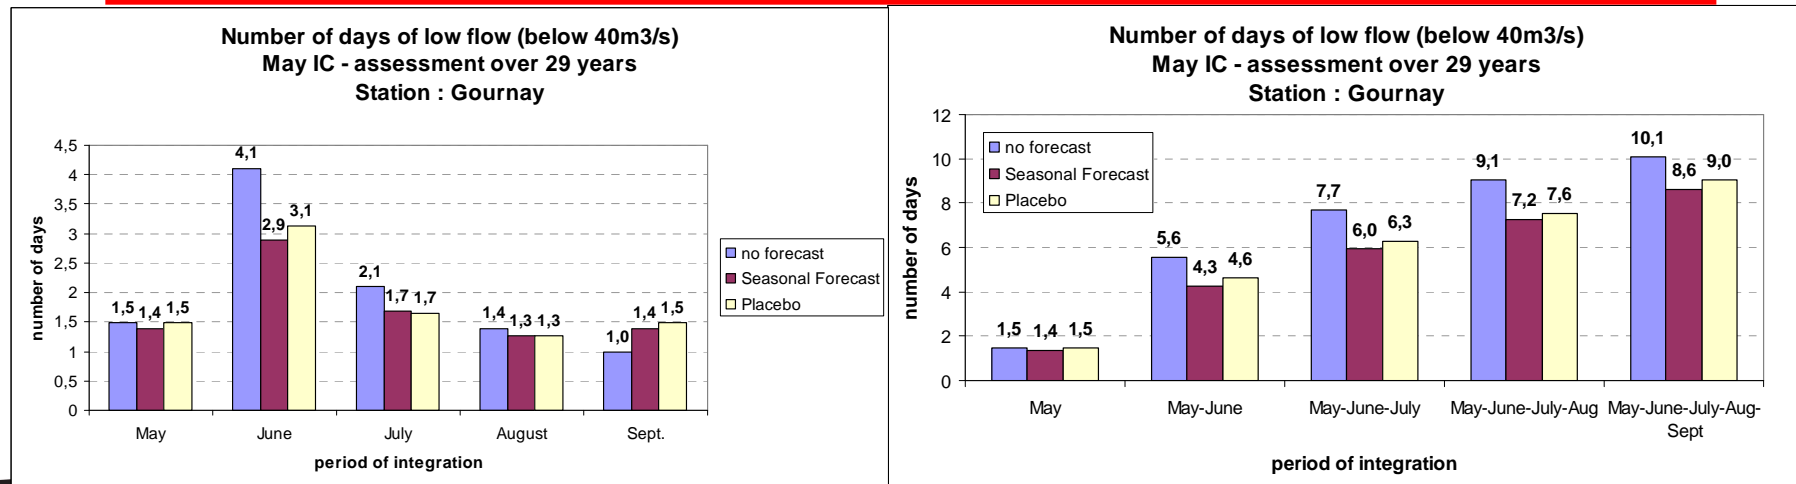 Number of days of low flow (below 40m3/s)
May IC - assessment over 29 years
Station : Gournay
number of days
4,5
4
3,5
3
2,5
2
1,5
1
0,5
0
1,5 1,4 1,5
4,1 2,9 3,1
2,1 1,7 1,7
1,4 1,3 1,3
1,0 1,4 1,5
May June July August Sept.
period of integration
no forecast
Seasonal Forecast
Placebo
Number of days of low flow (below 40m3/s)
May IC - assessment over 29 years
Station : Gournay
number of days
12
10
8
6
4
2
0
no forecast
Seasonal Forecast
Placebo
1,5 1,4 1,5
5,6 4,3 4,6
7,7 6,0 6,3
9,1 7,2 7,6
10,1 8,6 9,0
May May-June May-June-July May-June-July-Aug May-June-July-Aug-
Sept
period of integration